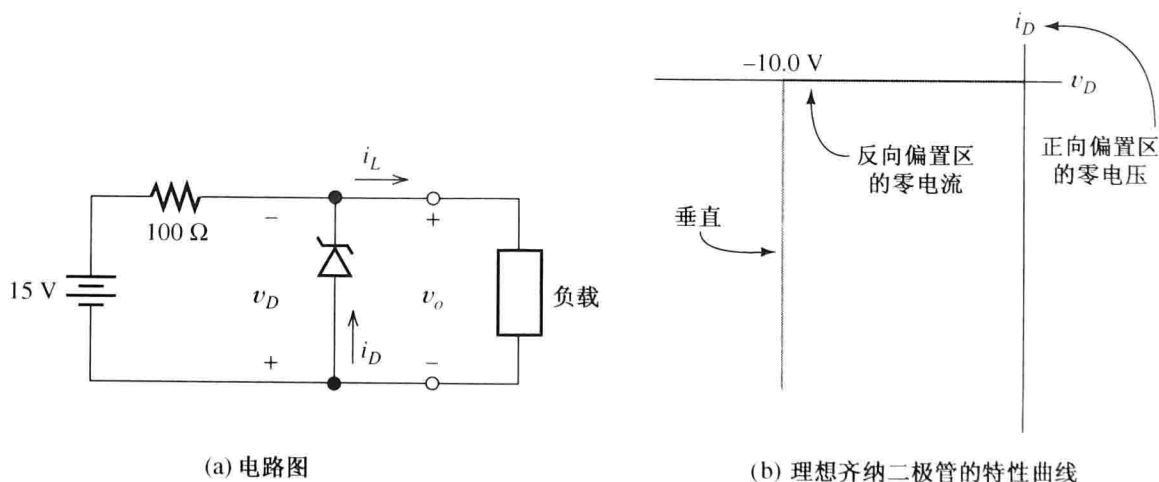 i_L
100 Ω
15 V
−
v_D
+
i_D
+
v_o
−
负载
(a) 电路图
i_D
−10.0 V
v_D
反向偏置区
的零电流
正向偏置区
的零电压
垂直
(b) 理想齐纳二极管的特性曲线